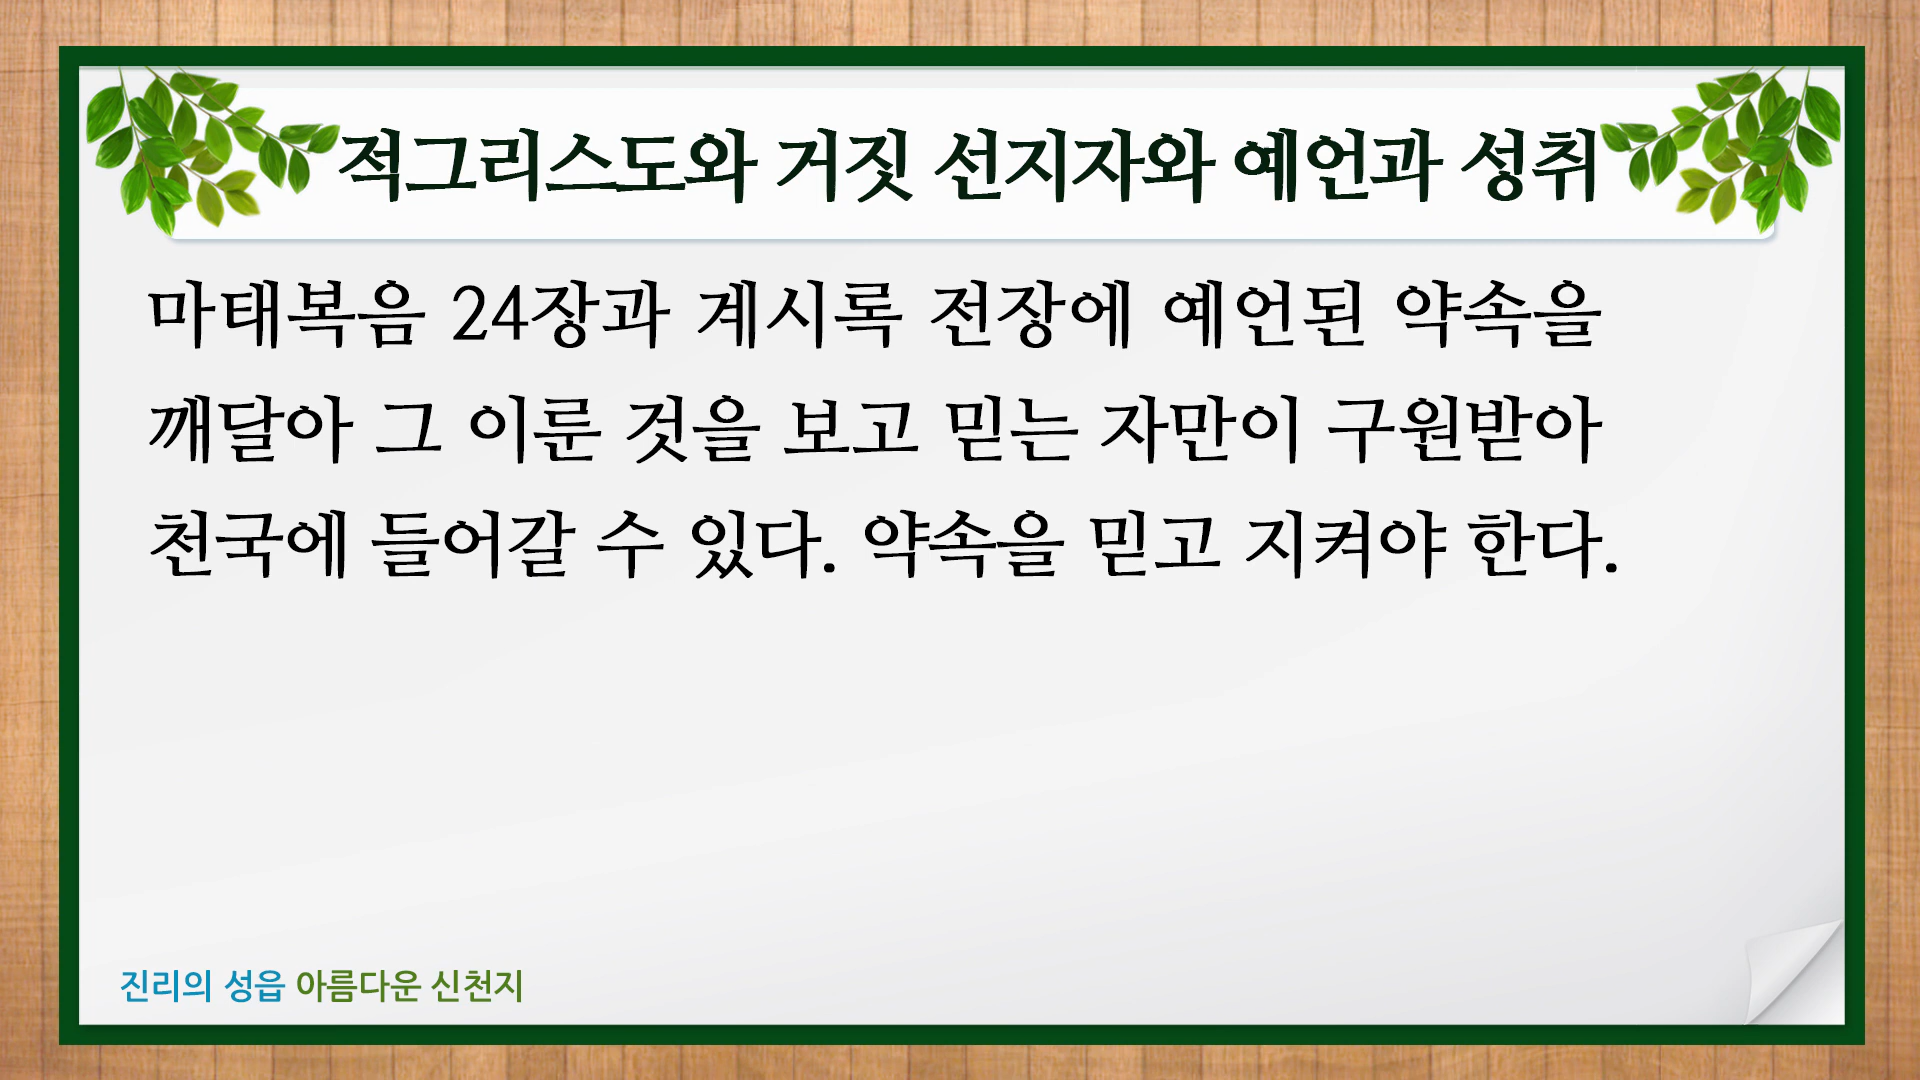 적그리스도와 거짓 선지자와 예언과 성취
마태복음 24장과 계시록 전장에 예언된 약속을
깨달아 그 이룬 것을 보고 믿는 자만이 구원받아
천국에 들어갈 수 있다. 약속을 믿고 지켜야 한다.
진리의 성읍 아름다운 신천지